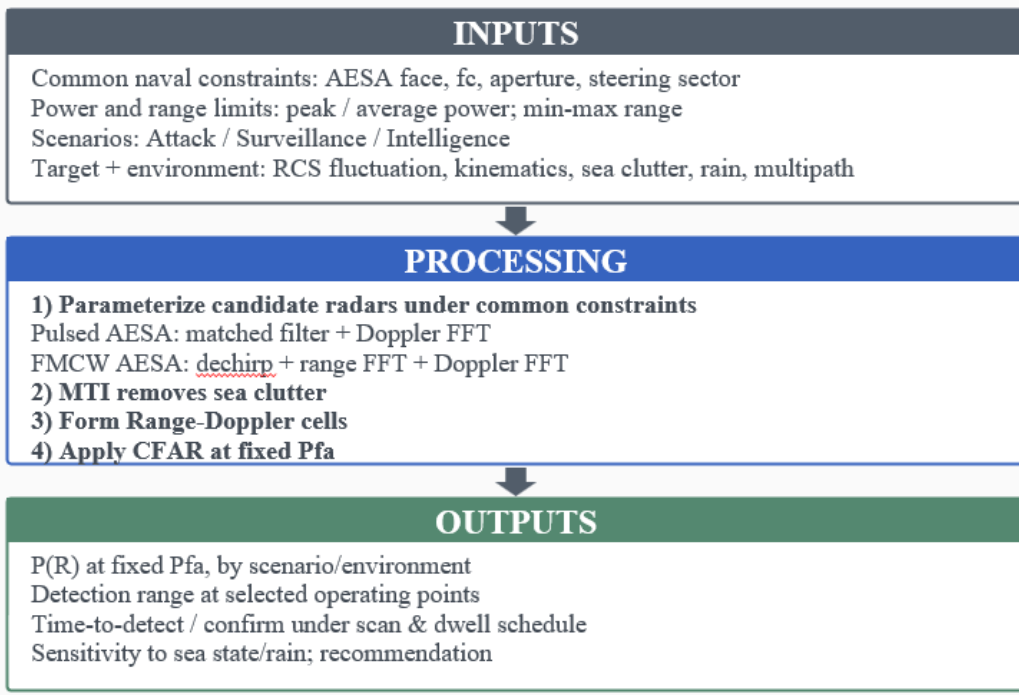 INPUTS
Common naval constraints: AESA face, fc, aperture, steering sector
Power and range limits: peak / average power; min-max range
Scenarios: Attack / Surveillance / Intelligence
Target + environment: RCS fluctuation, kinematics, sea clutter, rain, multipath
PROCESSING
1) Parameterize candidate radars under common constraints
Pulsed AESA: matched filter + Doppler FFT
FMCW AESA: dechirp + range FFT + Doppler FFT
2) MTI removes sea clutter
3) Form Range-Doppler cells
4) Apply CFAR at fixed Pfa
OUTPUTS
P(R) at fixed Pfa, by scenario/environment
Detection range at selected operating points
Time-to-detect / confirm under scan & dwell schedule
Sensitivity to sea state/rain; recommendation